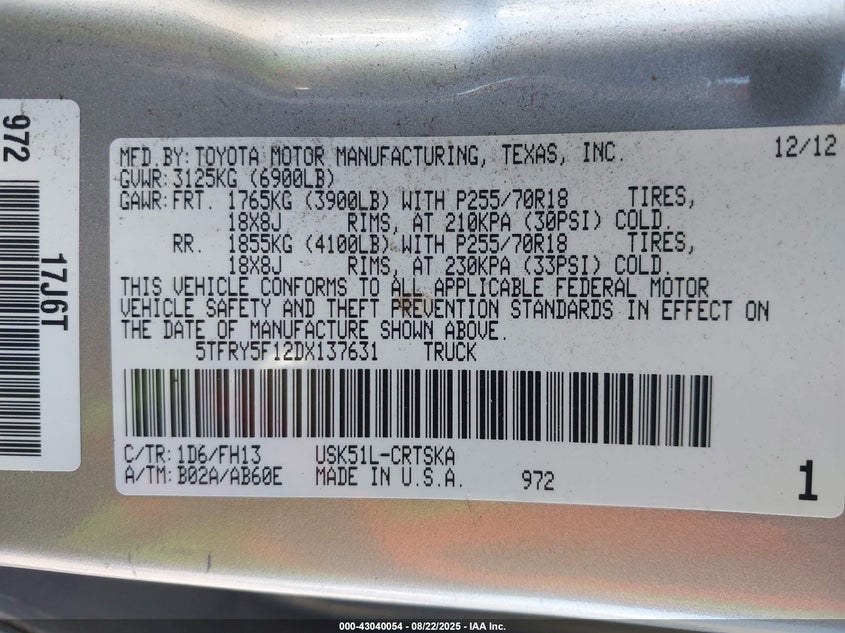 972
17J6T
MFD.BY: TOYOTA MOTOR MANUFACTURING, TEXAS, INC. 12/12
GVWR: 3125KG (6900LB)
GAWR: FRT. 1765KG (3900LB) WITH P255/70R18 TIRES,
18X8J RIMS, AT 210KPA (30PSI) COLD.
RR. 1855KG (4100LB) WITH P255/70R18 TIRES,
18X8J RIMS, AT 230KPA (33PSI) COLD.
THIS VEHICLE CONFORMS TO ALL APPLICABLE FEDERAL MOTOR
VEHICLE SAFETY AND THEFT PREVENTION STANDARDS IN EFFECT ON
THE DATE OF MANUFACTURE SHOWN ABOVE.
5TFRY5F12DX137631 TRUCK
C/TR: 1D6/FH13 USK51L-CRTSKA
A/TM: B02A/AB60E MADE IN U.S.A. 972 1
000-43040054 - 08/22/2025 - IAA Inc.